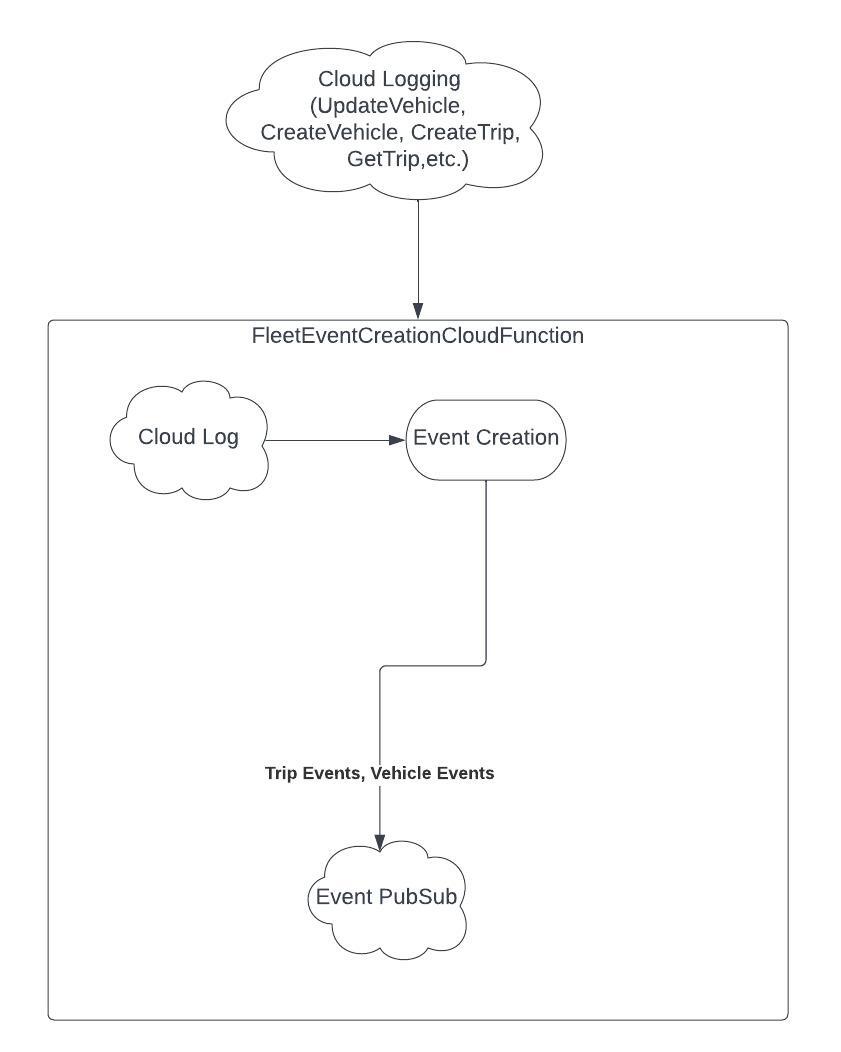 Cloud Logging
(UpdateVehicle,
CreateVehicle, CreateTrip,
GetTrip,etc.)
FleetEventCreationCloudFunction
Cloud Log
Event Creation
Trip Events, Vehicle Events
Event PubSub